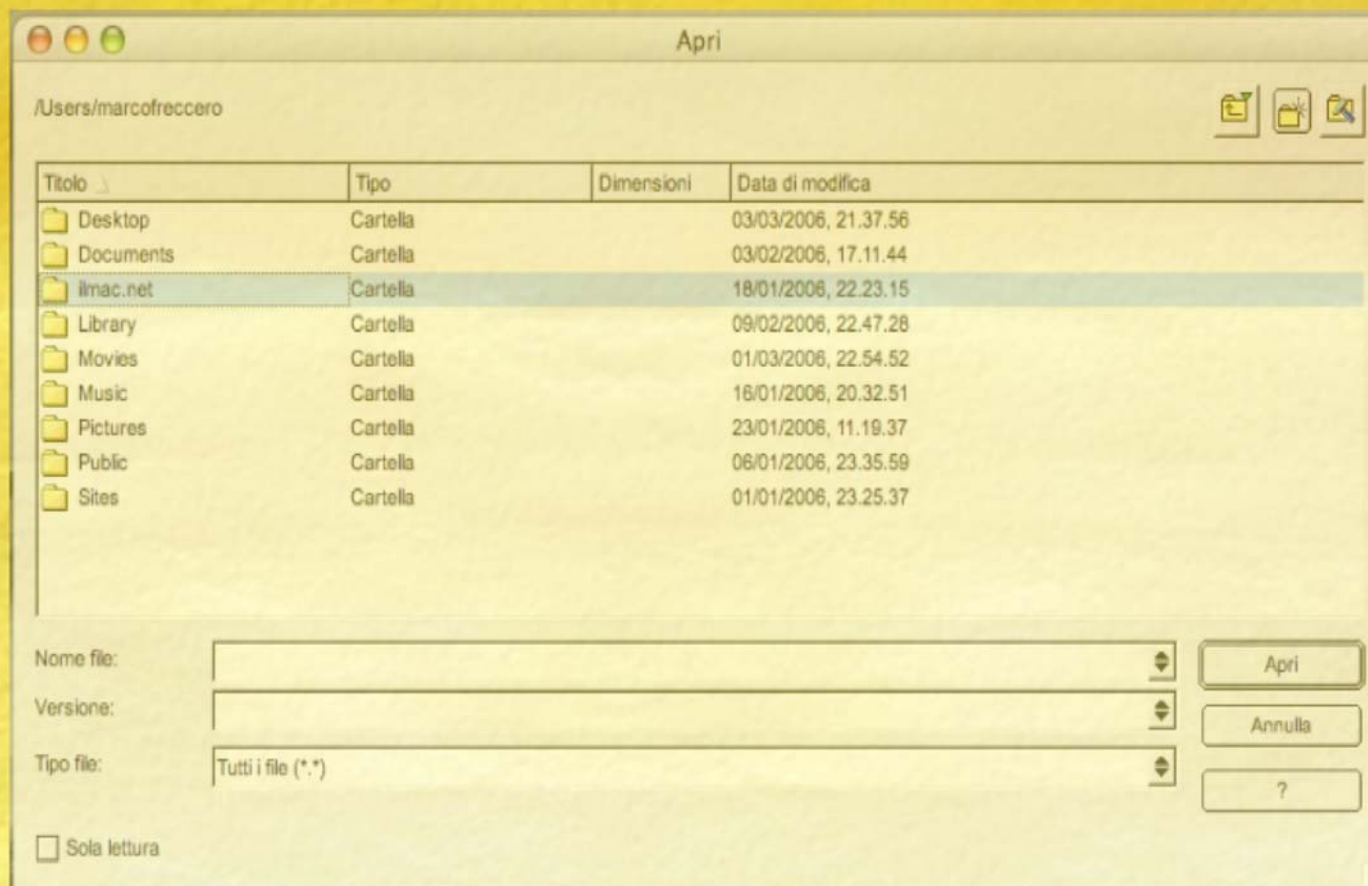 Apri
/Users/marcofreccero
Titolo Tipo Dimensioni Data di modifica
Desktop Cartella 03/03/2006, 21.37.56
Documents Cartella 03/02/2006, 17.11.44
ilmac.net Cartella 18/01/2006, 22.23.15
Library Cartella 09/02/2006, 22.47.28
Movies Cartella 01/03/2006, 22.54.52
Music Cartella 16/01/2006, 20.32.51
Pictures Cartella 23/01/2006, 11.19.37
Public Cartella 06/01/2006, 23.35.59
Sites Cartella 01/01/2006, 23.25.37
Nome file: Apri
Versione: Annulla
Tipo file: Tutti i file (*.*) ?
Sola lettura